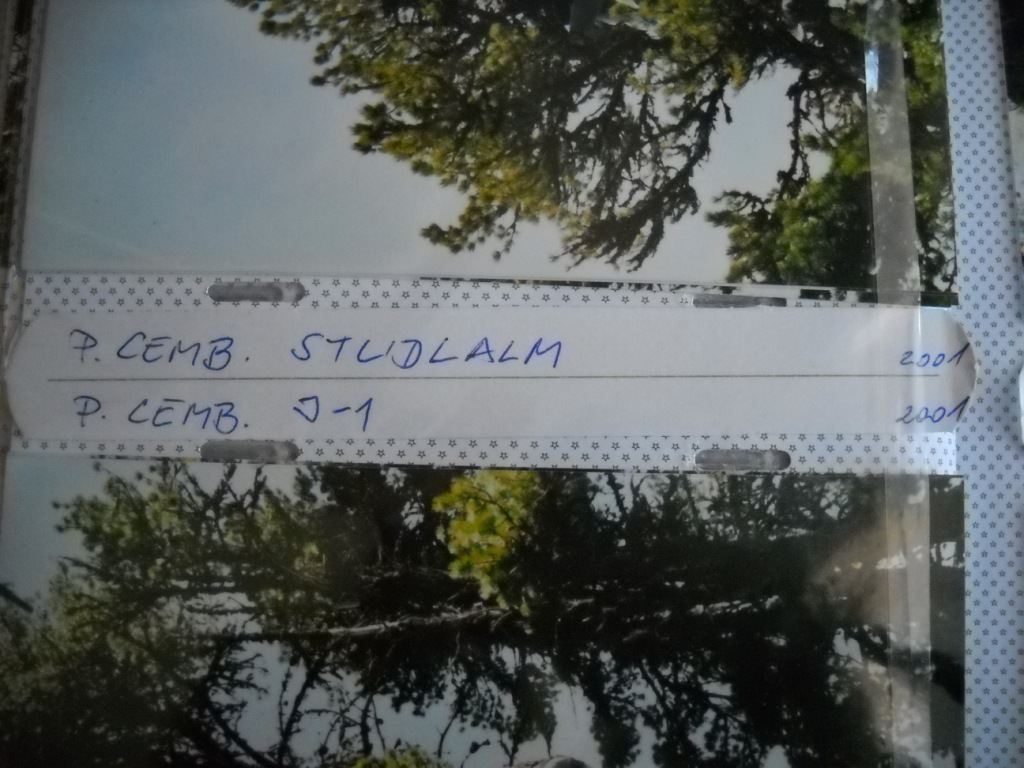 P. CEMB. STUDLALM 2001
P. CEMB. J-1 2001